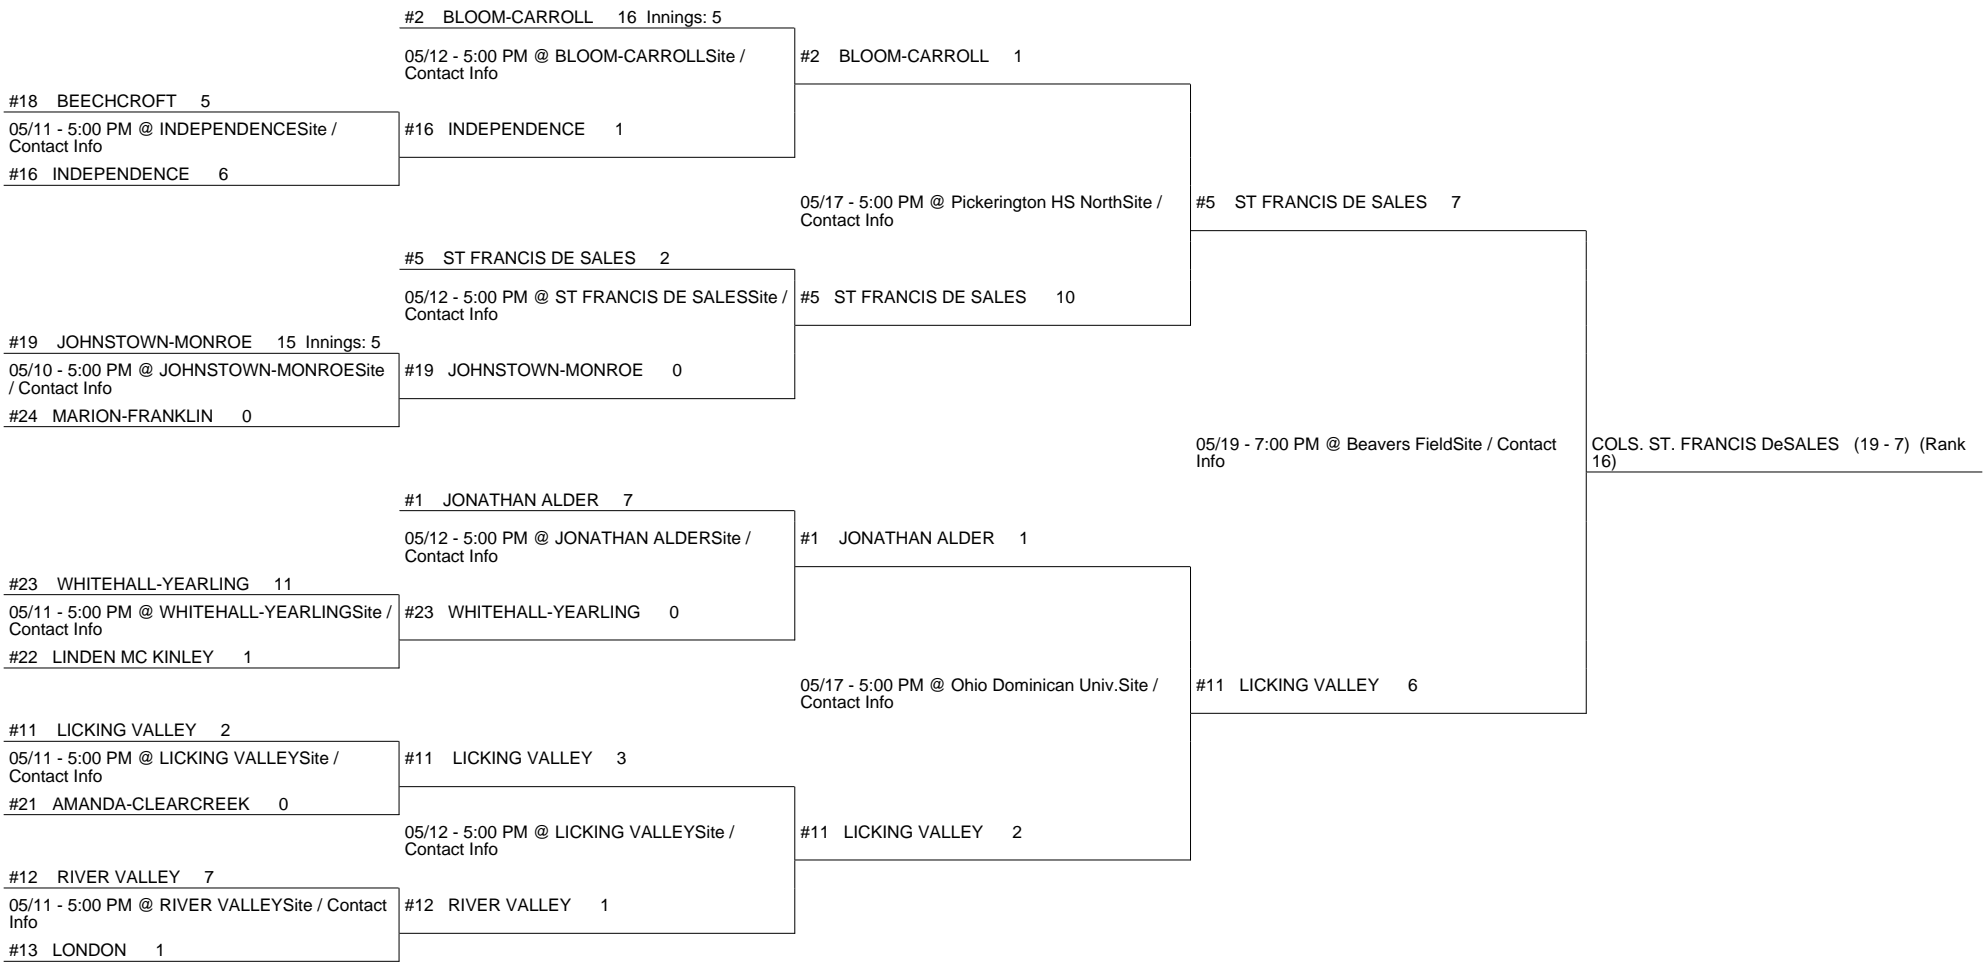 #2 BLOOM-CARROLL 16 Innings: 5
05/12 - 5:00 PM @ BLOOM-CARROLLSite /
Contact Info
#2 BLOOM-CARROLL 1
#18 BEECHCROFT 5
05/11 - 5:00 PM @ INDEPENDENCESite /
Contact Info
#16 INDEPENDENCE 1
#16 INDEPENDENCE 6
05/17 - 5:00 PM @ Pickerington HS NorthSite /
Contact Info
#5 ST FRANCIS DE SALES 7
#5 ST FRANCIS DE SALES 2
05/12 - 5:00 PM @ ST FRANCIS DE SALESSite /
Contact Info
#5 ST FRANCIS DE SALES 10
#19 JOHNSTOWN-MONROE 15 Innings: 5
05/10 - 5:00 PM @ JOHNSTOWN-MONROESite
/ Contact Info
#19 JOHNSTOWN-MONROE 0
#24 MARION-FRANKLIN 0
05/19 - 7:00 PM @ Beavers FieldSite / Contact
Info
COLS. ST. FRANCIS DeSALES (19 - 7) (Rank
16)
#1 JONATHAN ALDER 7
05/12 - 5:00 PM @ JONATHAN ALDERSite /
Contact Info
#1 JONATHAN ALDER 1
#23 WHITEHALL-YEARLING 11
05/11 - 5:00 PM @ WHITEHALL-YEARLINGSite /
Contact Info
#23 WHITEHALL-YEARLING 0
#22 LINDEN MC KINLEY 1
05/17 - 5:00 PM @ Ohio Dominican Univ.Site /
Contact Info
#11 LICKING VALLEY 6
#11 LICKING VALLEY 2
05/11 - 5:00 PM @ LICKING VALLEYSite /
Contact Info
#11 LICKING VALLEY 3
#21 AMANDA-CLEARCREEK 0
05/12 - 5:00 PM @ LICKING VALLEYSite /
Contact Info
#11 LICKING VALLEY 2
#12 RIVER VALLEY 7
05/11 - 5:00 PM @ RIVER VALLEYSite / Contact
Info
#12 RIVER VALLEY 1
#13 LONDON 1